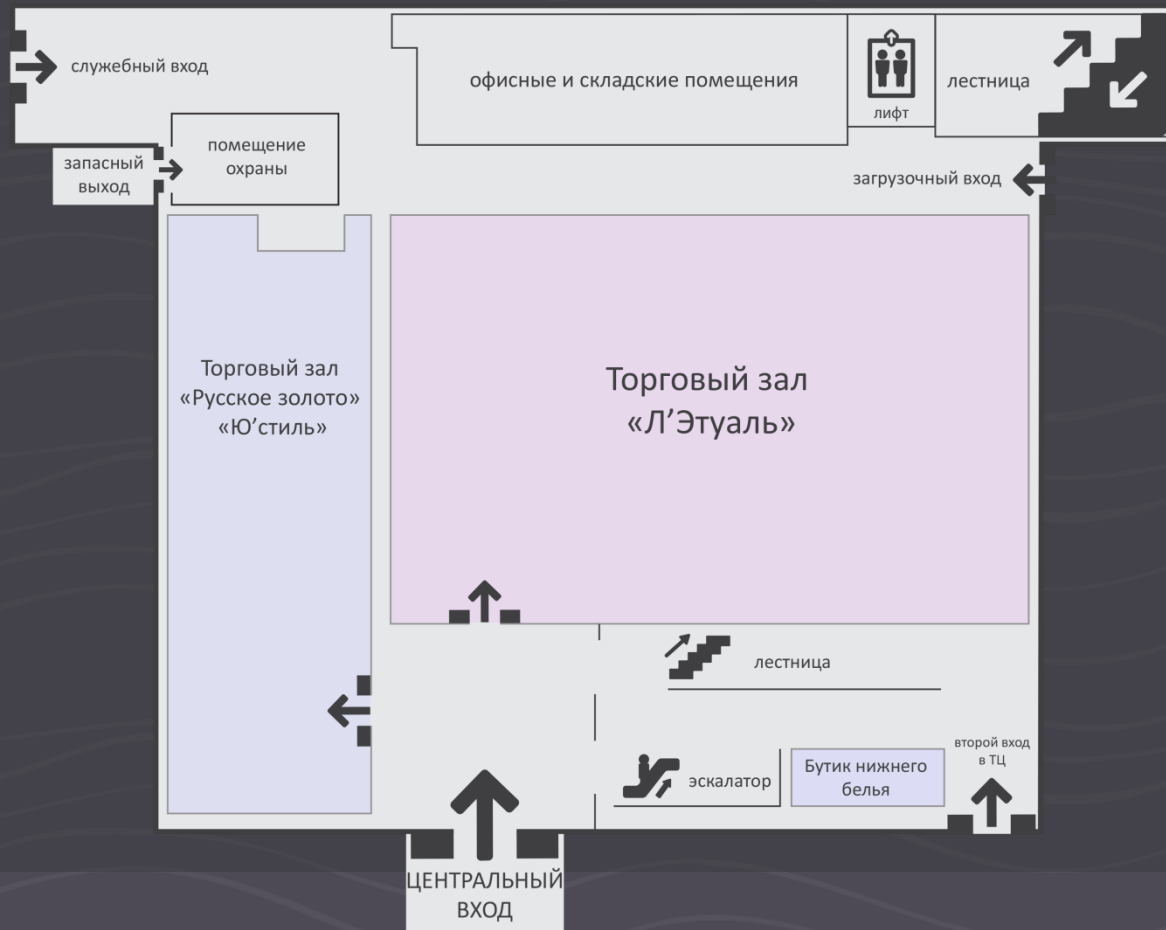 служебный вход
офисные и складские помещения
лифт
лестница
помещение
охраны
запасный
выход
загрузочный вход
Торговый зал
«Русское золото»
«Ю’стиль»
Торговый зал
«Л’Этуаль»
лестница
эскалатор
Бутик нижнего
белья
второй вход
в ТЦ
ЦЕНТРАЛЬНЫЙ
ВХОД